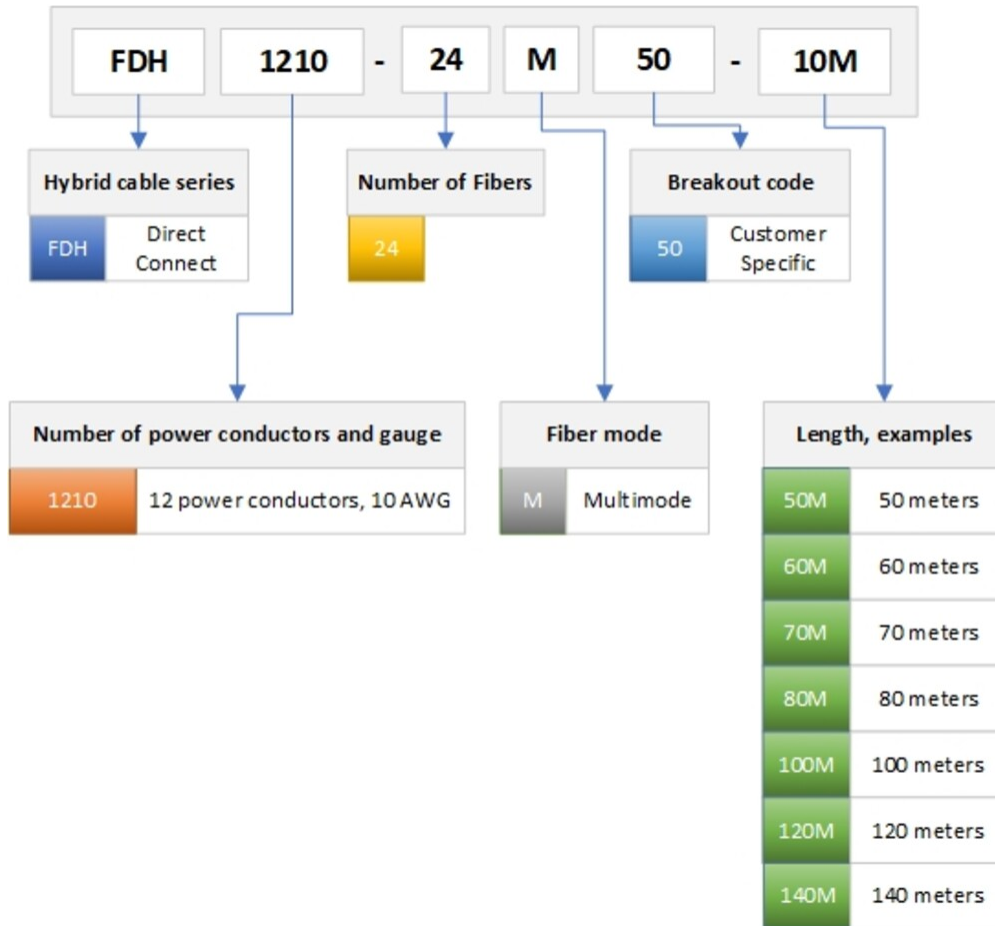 FDH 1210 - 24 M 50 - 10M
Hybrid cable series
FDH Direct
Connect
Number of Fibers
24
Breakout code
50 Customer
Specific
Number of power conductors and gauge
1210 12 power conductors, 10 AWG
Fiber mode
M Multimode
Length, examples
50M 50 meters
60M 60 meters
70M 70 meters
80M 80 meters
100M 100 meters
120M 120 meters
140M 140 meters